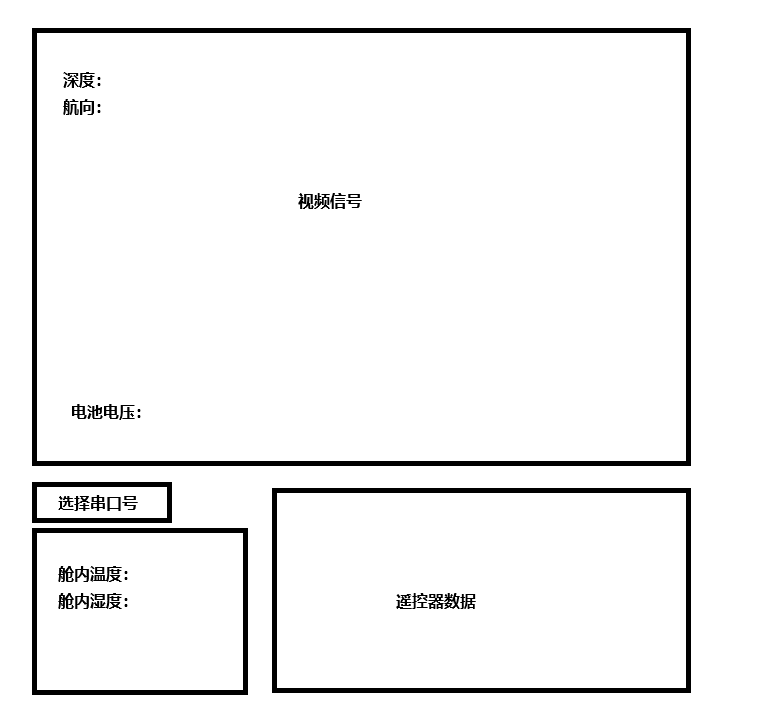 深度：
航向：
视频信号
电池电压：
选择串口号
舱内温度：
舱内湿度：
遥控器数据